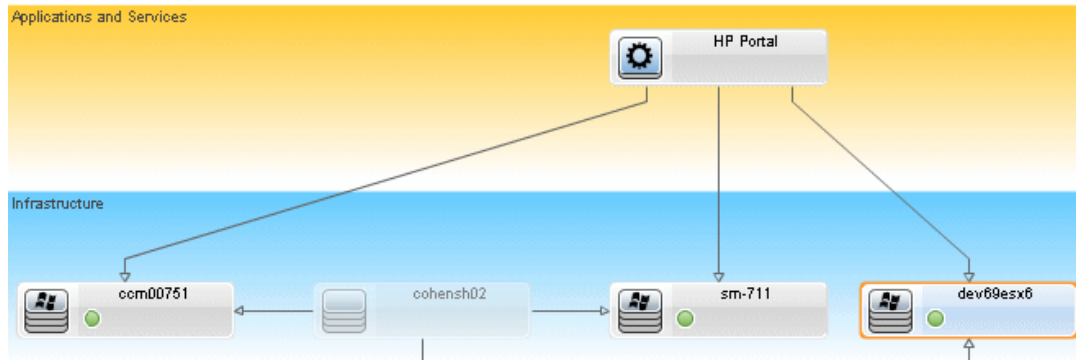 Applications and Services
HP Portal
Infrastructure
ccm00751
cohensh02
sm-711
dev69esx6